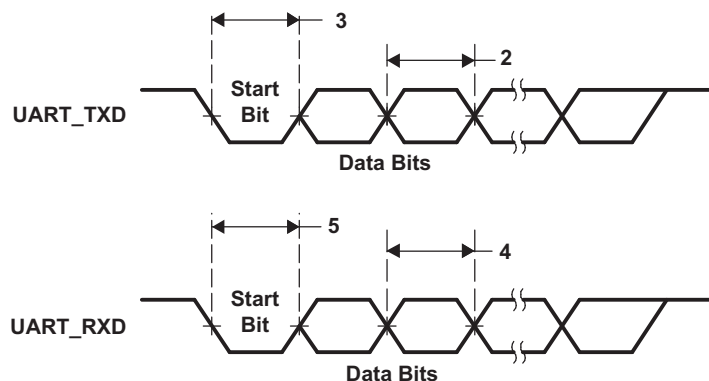 3
2
Start
Bit
UART_TXD
Data Bits
5
4
Start
Bit
UART_RXD
Data Bits